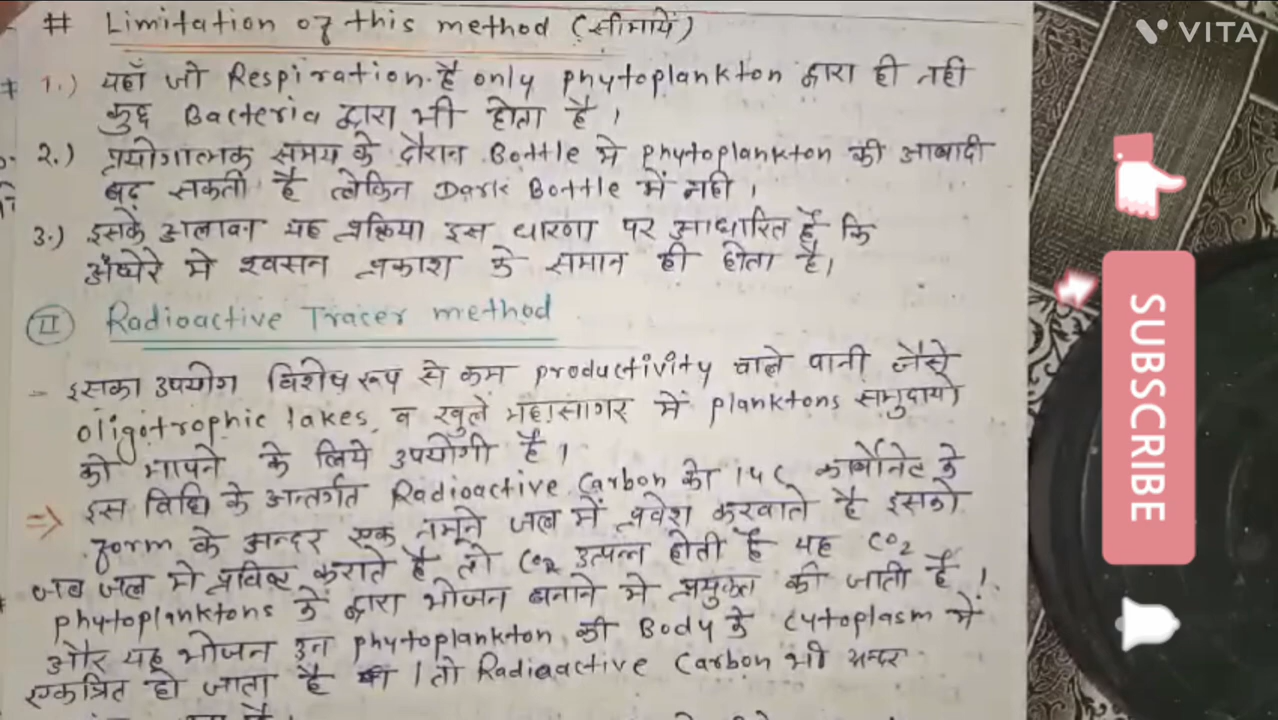 # Limitation of this method (सीमायें)
1.) यहाँ जो Respiration है only phytoplankton द्वारा ही नही
कुछ Bacteria द्वारा भी होता है।
2.) प्रयोगात्मक समय के दौरान Bottle मे phytoplankton की आबादी
बढ़ सकती है लेकिन Dark Bottle में नही।
3.) इसके अलावा यह प्रक्रिया इस धारणा पर आधारित है कि
अँधेरे मे श्वसन प्रकाश के समान ही होता है।
II Radioactive Tracer method
- इसका उपयोग विशेष रूप से कम productivity वाले पानी जैसे
oligotrophic lakes, व खुले महासागर में planktons समुदायो
को मापने के लिये उपयोगी है।
⇒ इस विधि के अन्तर्गत Radioactive Carbon को 14C कार्बोनेट के
form के अन्दर एक नमूने जल में प्रवेश करवाते है इसको
जब जल मे प्रविष्ट कराते है तो CO2 उत्पन्न होती है यह CO2
phytoplanktons के द्वारा भोजन बनाने मे प्रयुक्त की जाती है।
और यह भोजन इन phytoplankton की Body के cytoplasm में
एकत्रित हो जाता है । तो Radioactive Carbon भी अन्दर
VITA
SUBSCRIBE